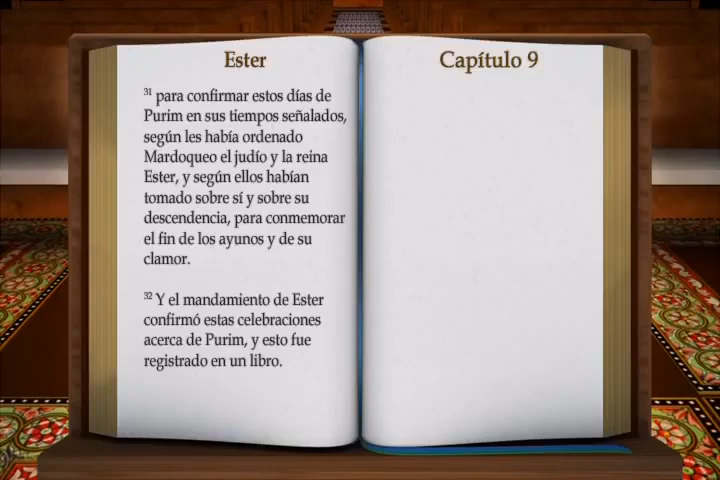 Ester
Capítulo 9
31 para confirmar estos días de
Purim en sus tiempos señalados,
según les había ordenado
Mardoqueo el judío y la reina
Ester, y según ellos habían
tomado sobre sí y sobre su
descendencia, para conmemorar
el fin de los ayunos y de su
clamor.
32 Y el mandamiento de Ester
confirmó estas celebraciones
acerca de Purim, y esto fue
registrado en un libro.